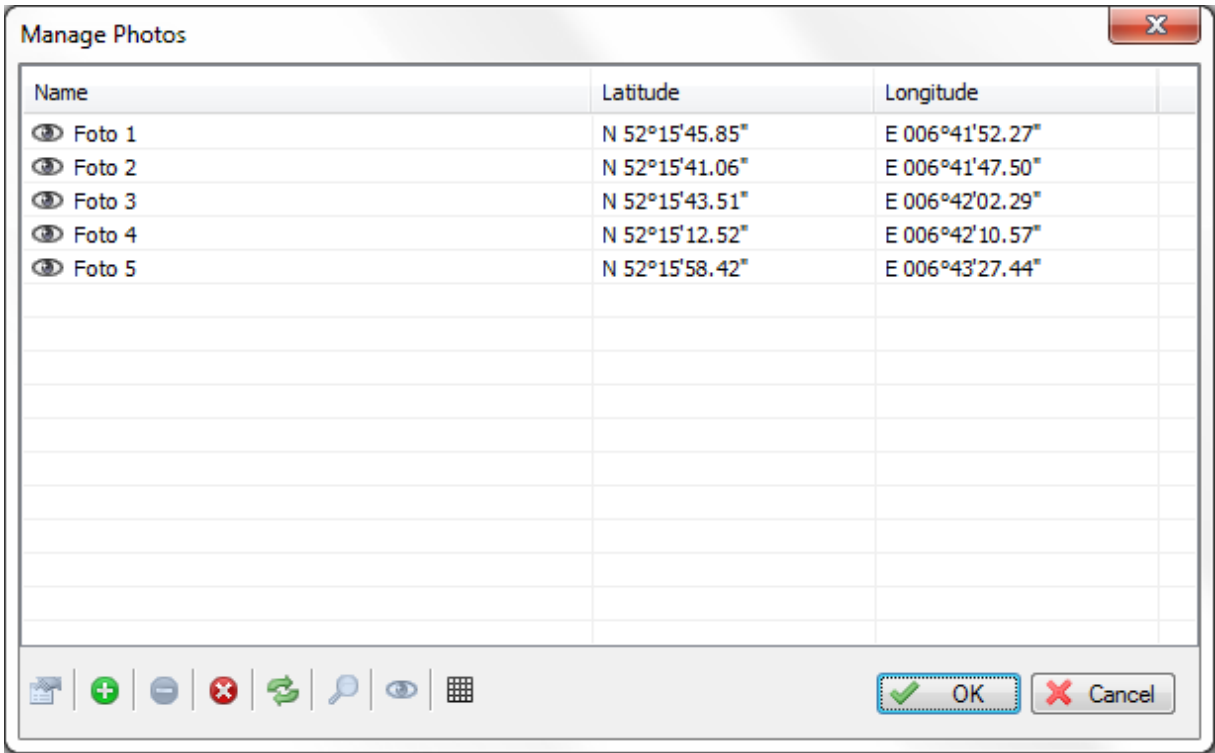 Manage Photos
Name Latitude Longitude
Foto 1 N 52°15'45.85" E 006°41'52.27"
Foto 2 N 52°15'41.06" E 006°41'47.50"
Foto 3 N 52°15'43.51" E 006°42'02.29"
Foto 4 N 52°15'12.52" E 006°42'10.57"
Foto 5 N 52°15'58.42" E 006°43'27.44"
OK Cancel